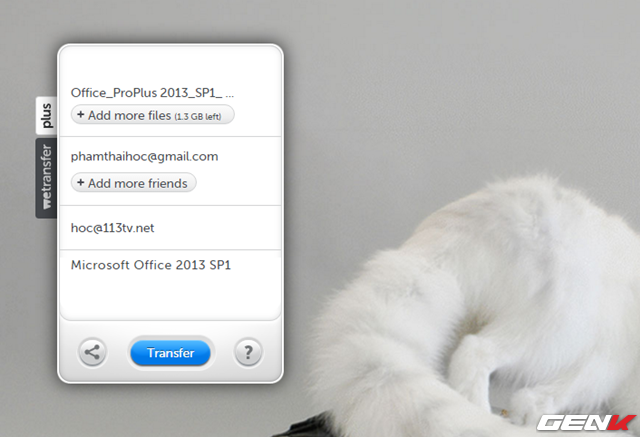 Office_ProPlus 2013_SP1_ ...
+ Add more files (1.3 GB left)
plus
wetransfer
phamthaihoc@gmail.com
+ Add more friends
hoc@113tv.net
Microsoft Office 2013 SP1
Transfer
?
GENK